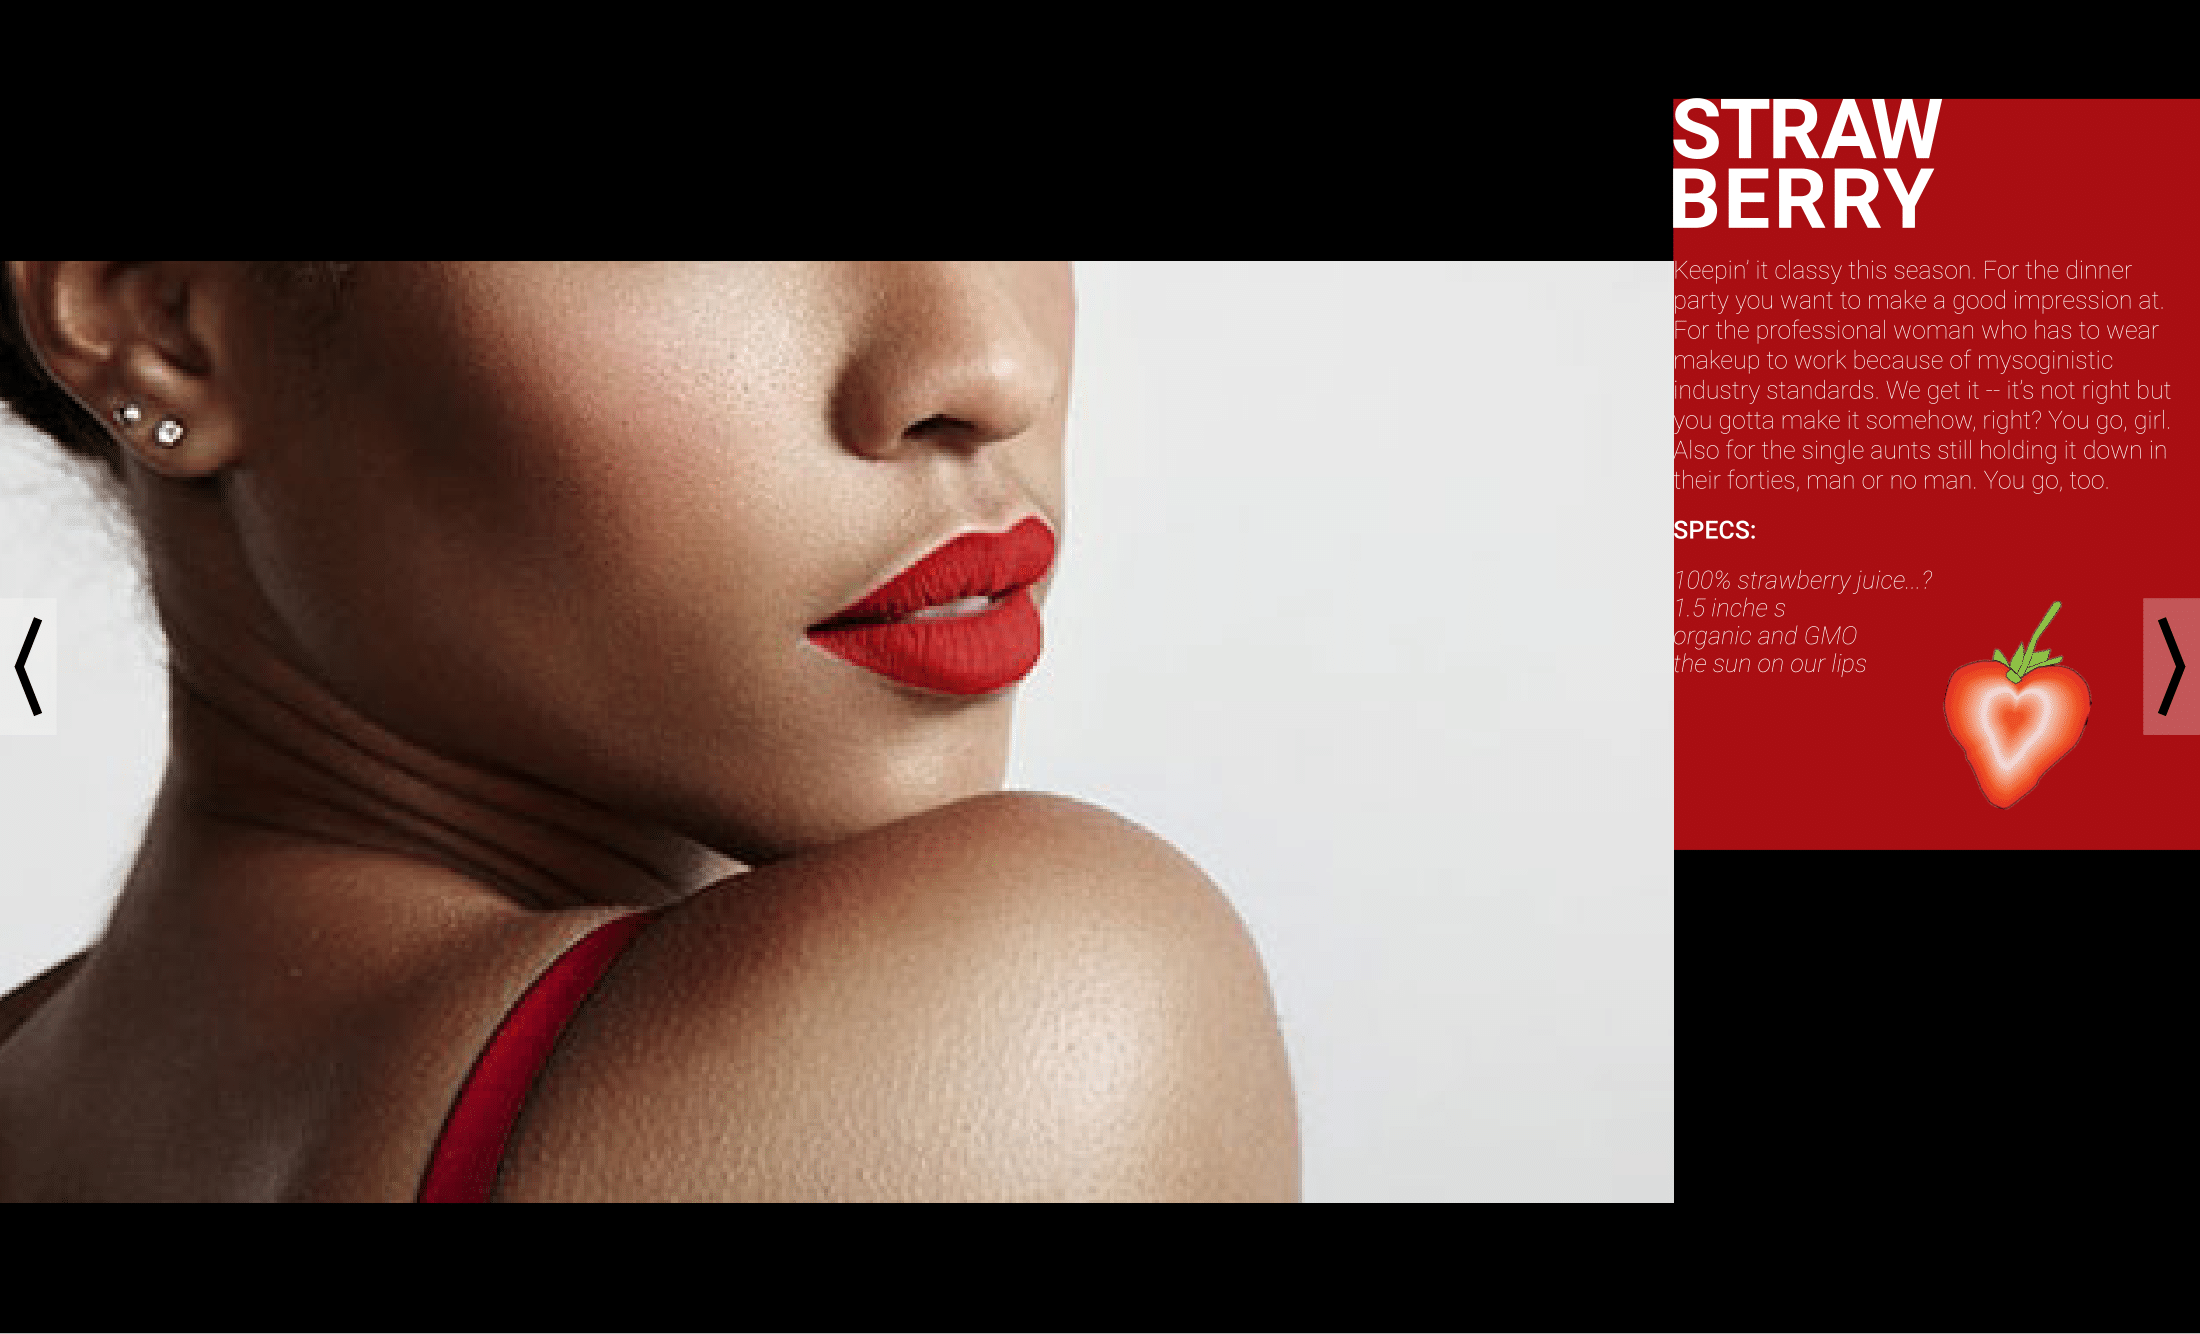 STRAW
BERRY
Keepin’ it classy this season. For the dinner
party you want to make a good impression at.
For the professional woman who has to wear
makeup to work because of mysoginistic
industry standards. We get it -- it’s not right but
you gotta make it somehow, right? You go, girl.
Also for the single aunts still holding it down in
their forties, man or no man. You go, too.
SPECS:
100% strawberry juice...?
1.5 inche s
organic and GMO
the sun on our lips